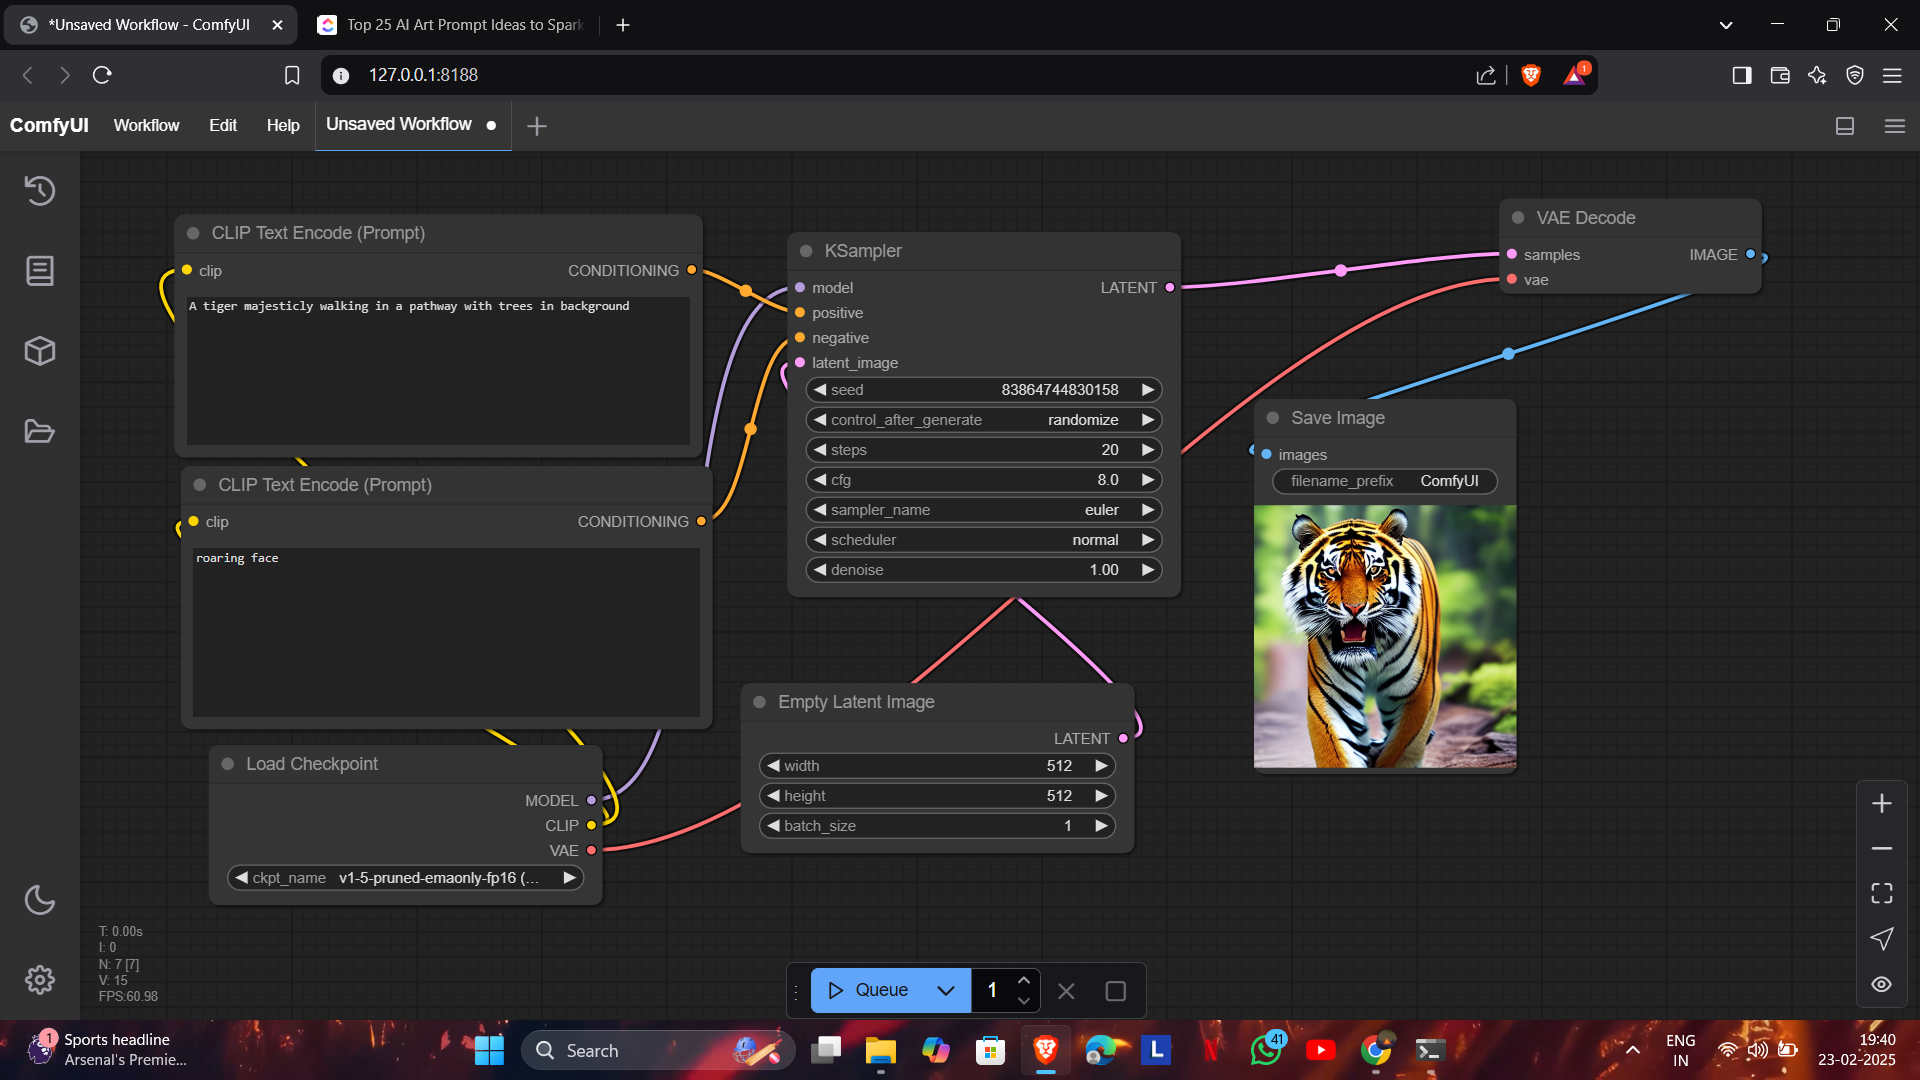 *Unsaved Workflow - ComfyUI
Top 25 AI Art Prompt Ideas to Spark
127.0.0.1:8188
1
ComfyUI
Workflow
Edit
Help
Unsaved Workflow
CLIP Text Encode (Prompt)
clip
CONDITIONING
A tiger majesticly walking in a pathway with trees in background
CLIP Text Encode (Prompt)
clip
CONDITIONING
roaring face
Load Checkpoint
MODEL
CLIP
VAE
ckpt_name v1-5-pruned-emaonly-fp16 (...
KSampler
model
LATENT
positive
negative
latent_image
seed 83864744830158
control_after_generate randomize
steps 20
cfg 8.0
sampler_name euler
scheduler normal
denoise 1.00
Empty Latent Image
LATENT
width 512
height 512
batch_size 1
VAE Decode
samples
IMAGE
vae
Save Image
images
filename_prefix ComfyUI
T: 0.00s
I: 0
N: 7 [7]
V: 15
FPS:60.98
Queue
1
1
Sports headline
Arsenal's Premie...
Search
L
N
41
ENG
IN
19:40
23-02-2025